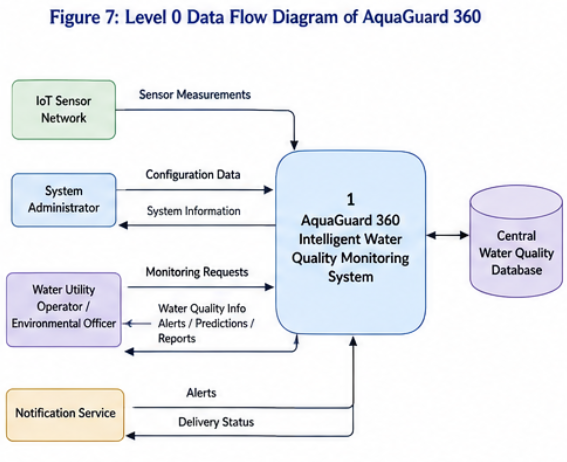 Figure 7: Level 0 Data Flow Diagram of AquaGuard 360
IoT Sensor
Network
Sensor Measurements
System
Administrator
Configuration Data
System Information
1
AquaGuard 360
Intelligent Water
Quality Monitoring
System
Central
Water Quality
Database
Water Utility
Operator /
Environmental Officer
Monitoring Requests
Water Quality Info
Alerts / Predictions /
Reports
Notification Service
Alerts
Delivery Status